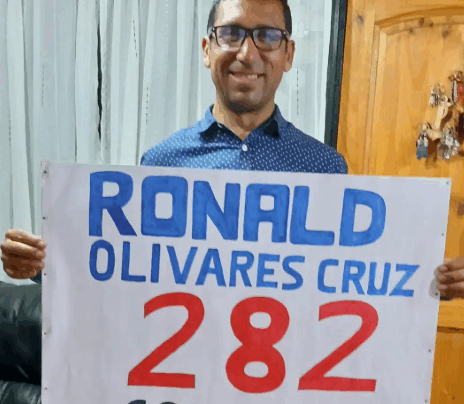 RONALD
OLIVARES CRUZ
282